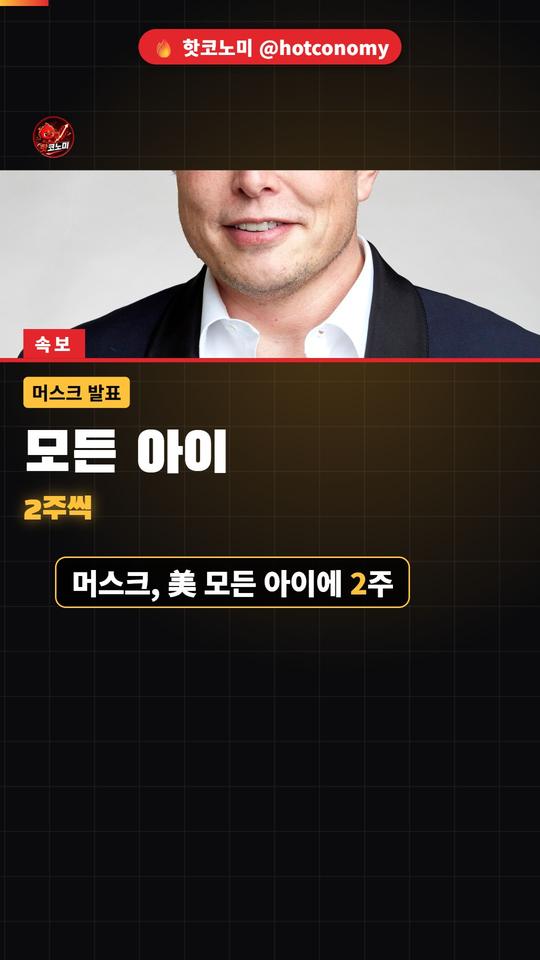 🔥 핫코노미 @hotconomy
핫코노미
속보
머스크 발표
모든 아이
2주씩
머스크, 美 모든 아이에 2주